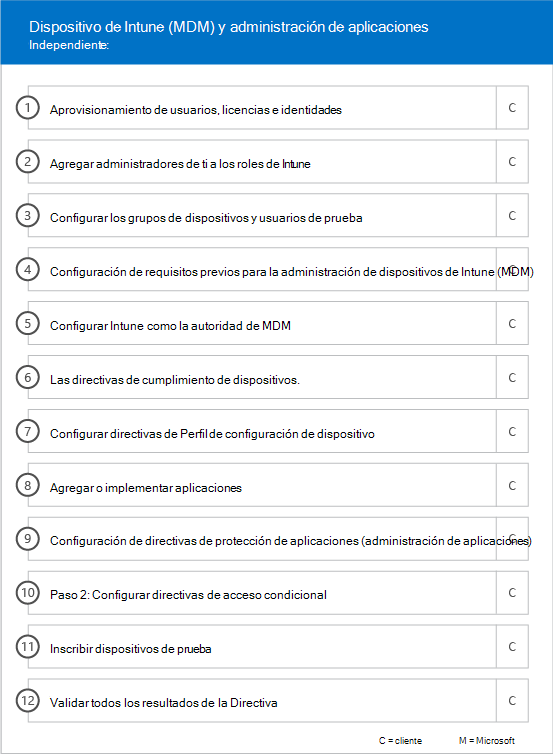 Dispositivo de Intune (MDM) y administración de aplicaciones
Independiente:
1 Aprovisionamiento de usuarios, licencias e identidades C
2 Agregar administradores de ti a los roles de Intune C
3 Configurar los grupos de dispositivos y usuarios de prueba C
4 Configuración de requisitos previos para la administración de dispositivos de Intune (MDM) C
5 Configurar Intune como la autoridad de MDM C
6 Las directivas de cumplimiento de dispositivos. C
7 Configurar directivas de Perfil de configuración de dispositivo C
8 Agregar o implementar aplicaciones C
9 Configuración de directivas de protección de aplicaciones (administración de aplicaciones) C
10 Paso 2: Configurar directivas de acceso condicional C
11 Inscribir dispositivos de prueba C
12 Validar todos los resultados de la Directiva C
C = cliente M = Microsoft